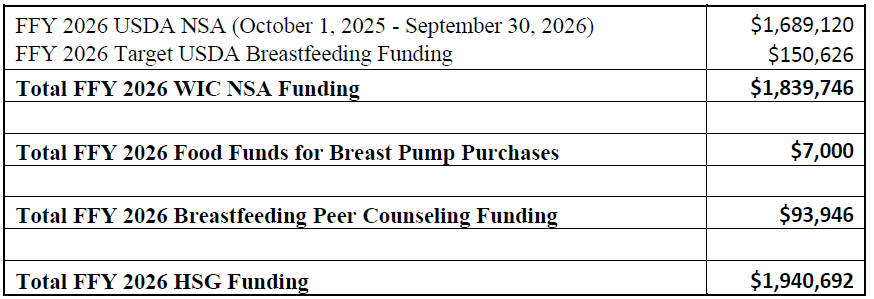 FFY 2026 USDA NSA (October 1, 2025 - September 30, 2026) $1,689,120
FFY 2026 Target USDA Breastfeeding Funding $150,626
Total FFY 2026 WIC NSA Funding $1,839,746
Total FFY 2026 Food Funds for Breast Pump Purchases $7,000
Total FFY 2026 Breastfeeding Peer Counseling Funding $93,946
Total FFY 2026 HSG Funding $1,940,692